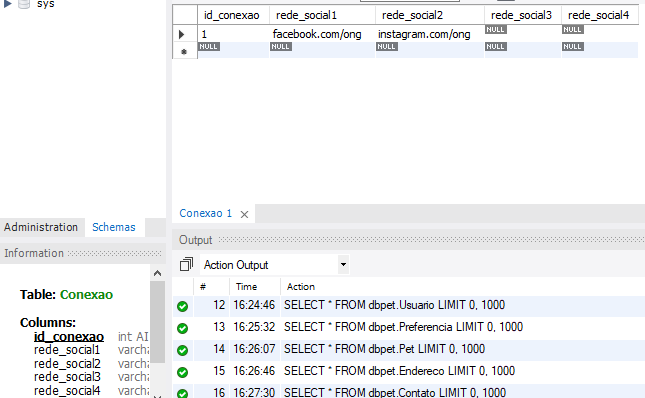 sys
id_conexao rede_social1 rede_social2 rede_social3 rede_social4
1 facebook.com/ong instagram.com/ong NULL NULL
NULL NULL NULL NULL NULL
Conexao 1
Administration Schemas
Information
Table: Conexao
Columns:
id_conexao int AI
rede_social1 varcha
rede_social2 varcha
rede_social3 varcha
rede_social4 varcha
Output
Action Output
# Time Action
12 16:24:46 SELECT * FROM dbpet.Usuario LIMIT 0, 1000
13 16:25:32 SELECT * FROM dbpet.Preferencia LIMIT 0, 1000
14 16:26:07 SELECT * FROM dbpet.Pet LIMIT 0, 1000
15 16:26:46 SELECT * FROM dbpet.Endereco LIMIT 0, 1000
16 16:27:30 SELECT * FROM dbpet.Contato LIMIT 0, 1000